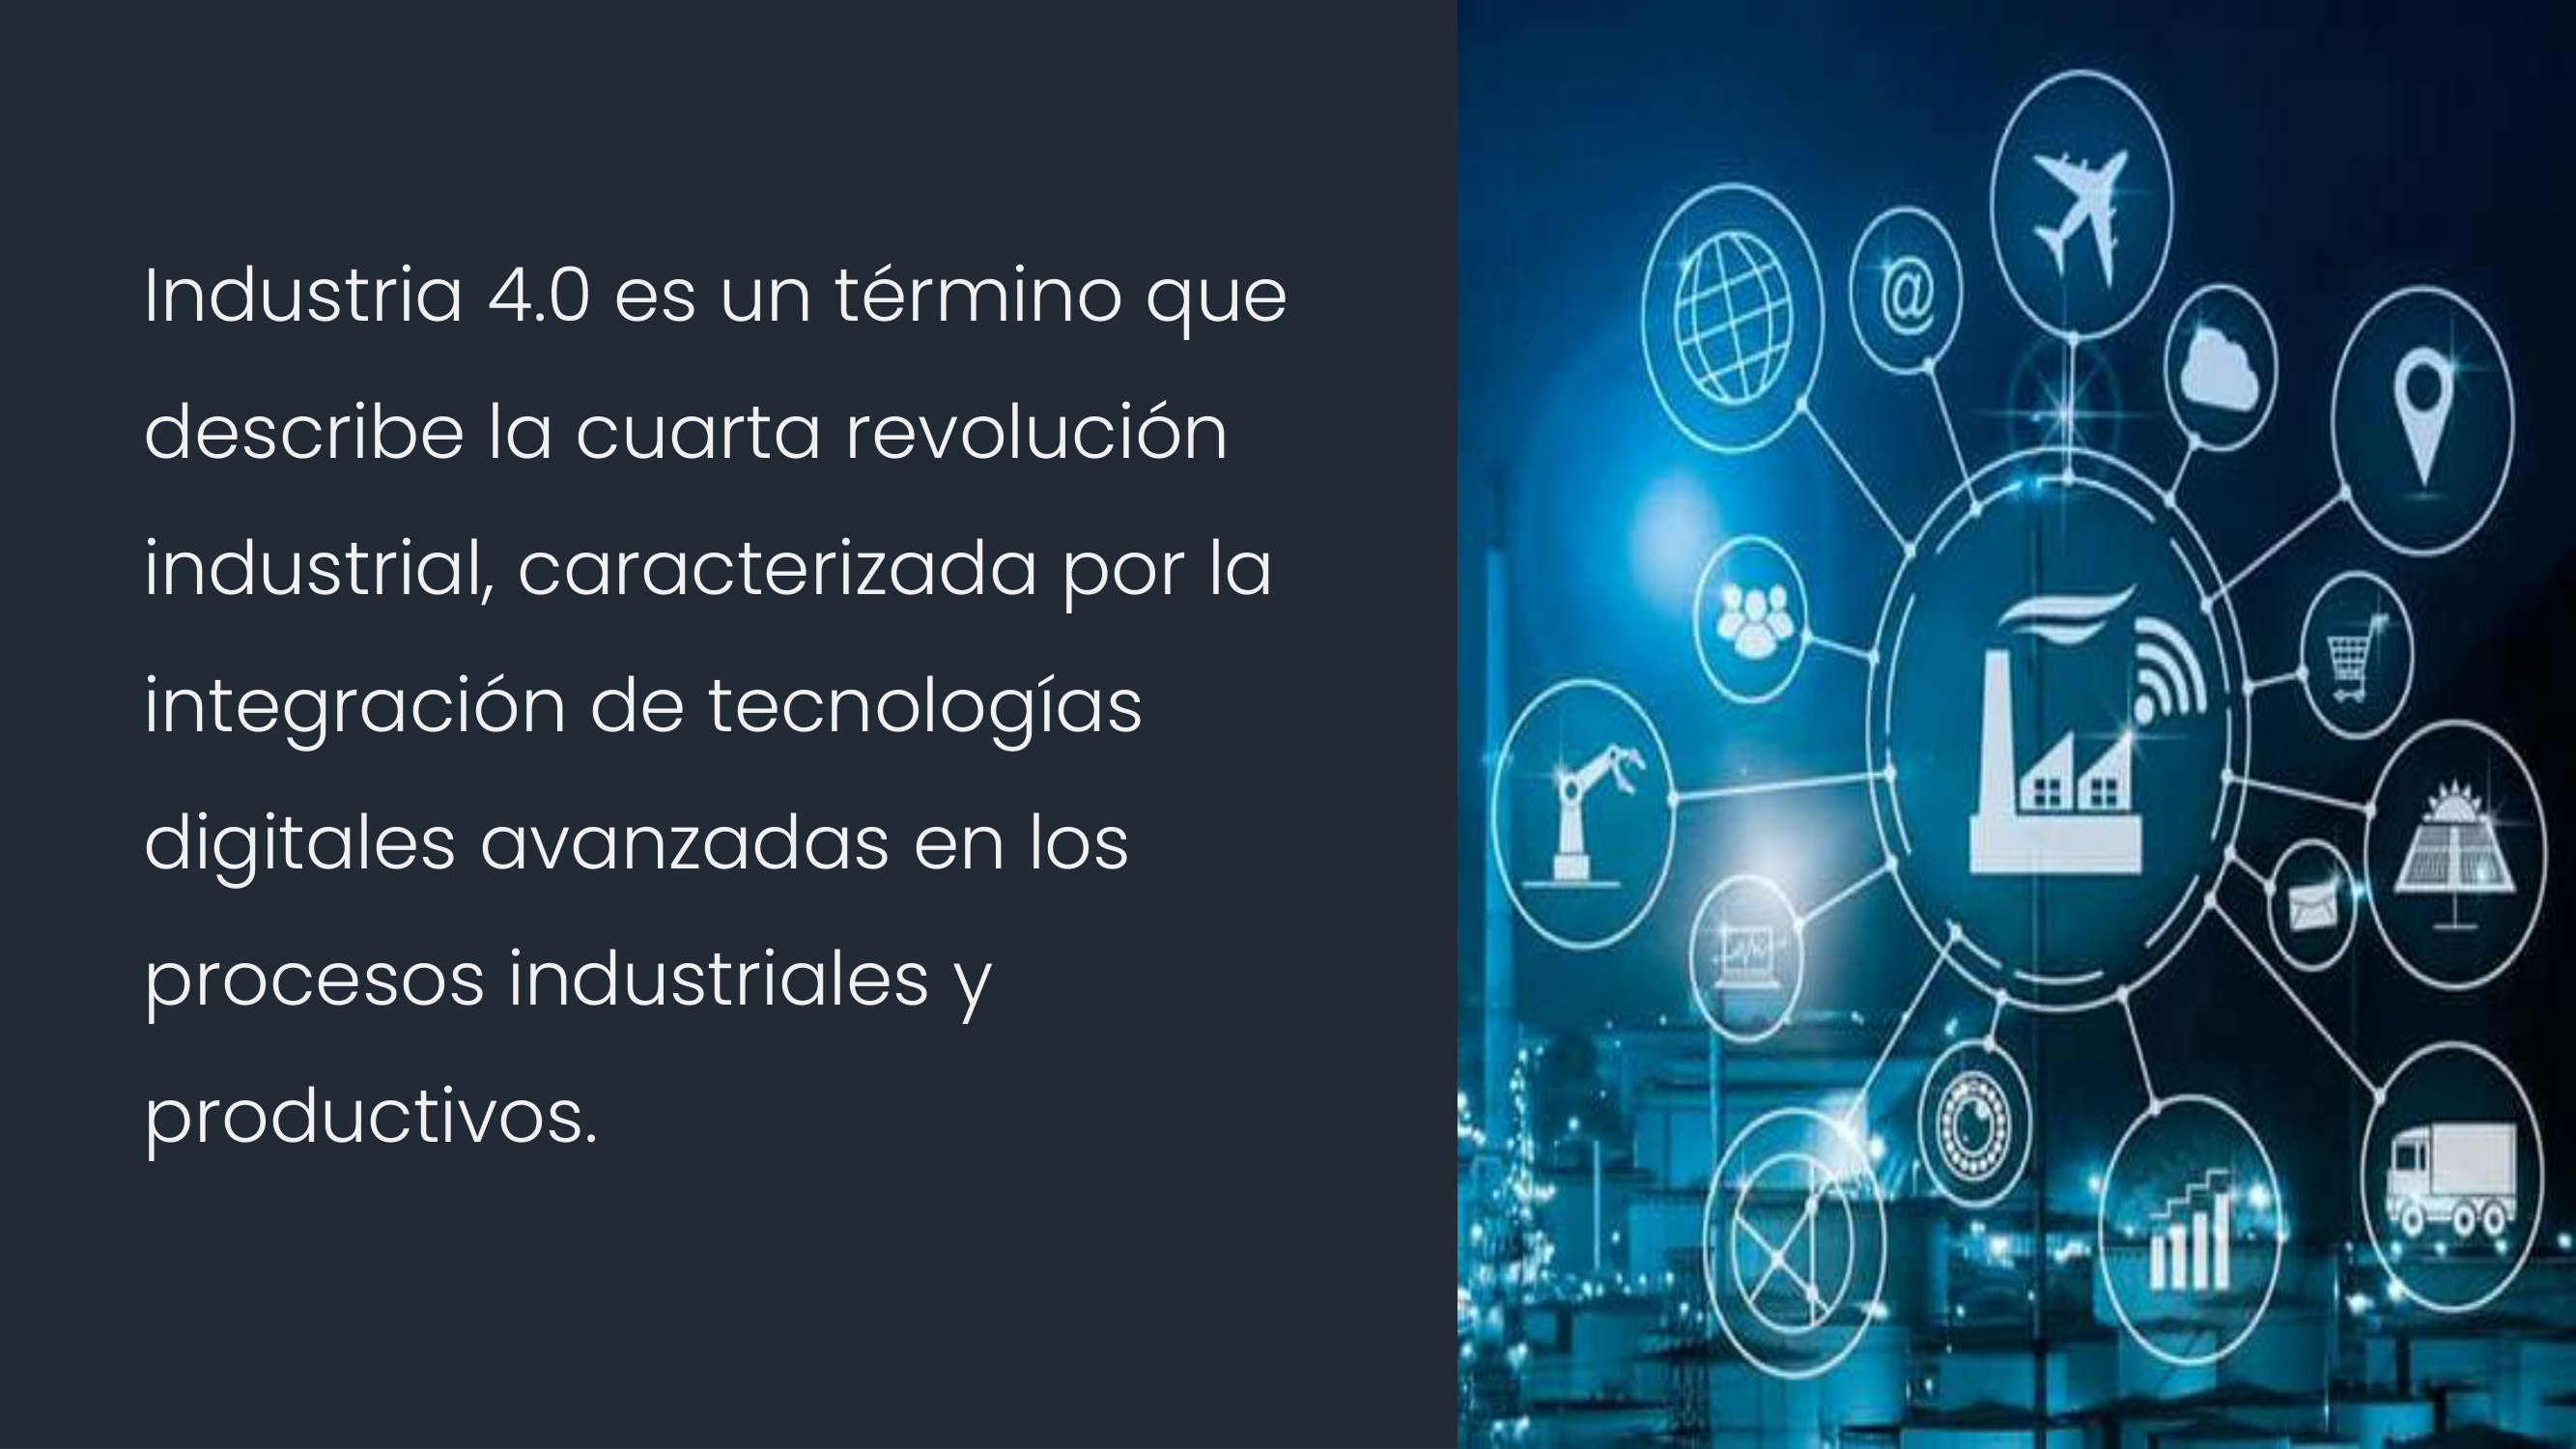 Industria 4.0 es un término que
describe la cuarta revolución
industrial, caracterizada por la
integración de tecnologías
digitales avanzadas en los
procesos industriales y
productivos.
@